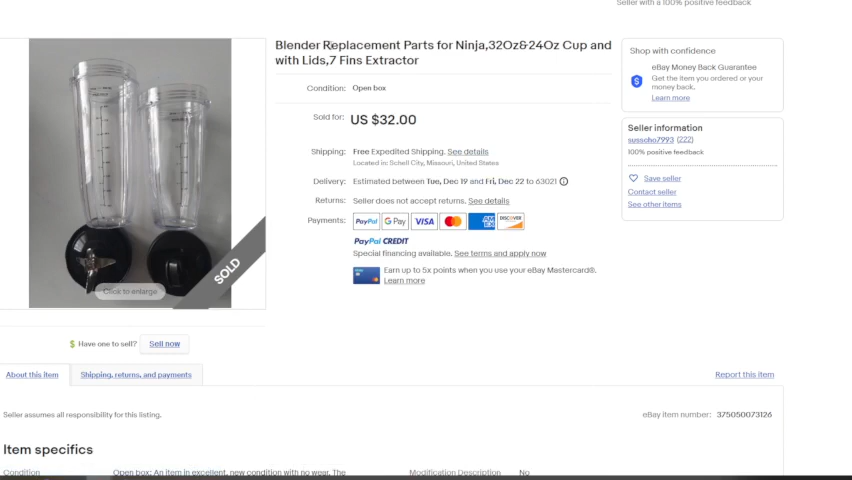 Seller with a 100% positive feedback
Blender Replacement Parts for Ninja,32Oz&24Oz Cup and
with Lids,7 Fins Extractor
Condition: Open box
Sold for: US $32.00
Shipping: Free Expedited Shipping. See details
Located in: Schell City, Missouri, United States
Delivery: Estimated between Tue, Dec 19 and Fri, Dec 22 to 63021
Returns: Seller does not accept returns. See details
Payments: PayPal G Pay VISA MasterCard AM EX DISCOVER
PayPal CREDIT
Special financing available. See terms and apply now
Earn up to 5x points when you use your eBay Mastercard®.
Learn more
Shop with confidence
eBay Money Back Guarantee
Get the item you ordered or your
money back.
Learn more
Seller information
susscho7993 (222)
100% positive feedback
Save seller
Contact seller
See other items
SOLD
Click to enlarge
$ Have one to sell? Sell now
About this item
Shipping, returns, and payments
Report this item
Seller assumes all responsibility for this listing.
eBay item number: 375050073126
Item specifics
Condition Open box: An item in excellent, new condition with no wear. The
Modification Description No